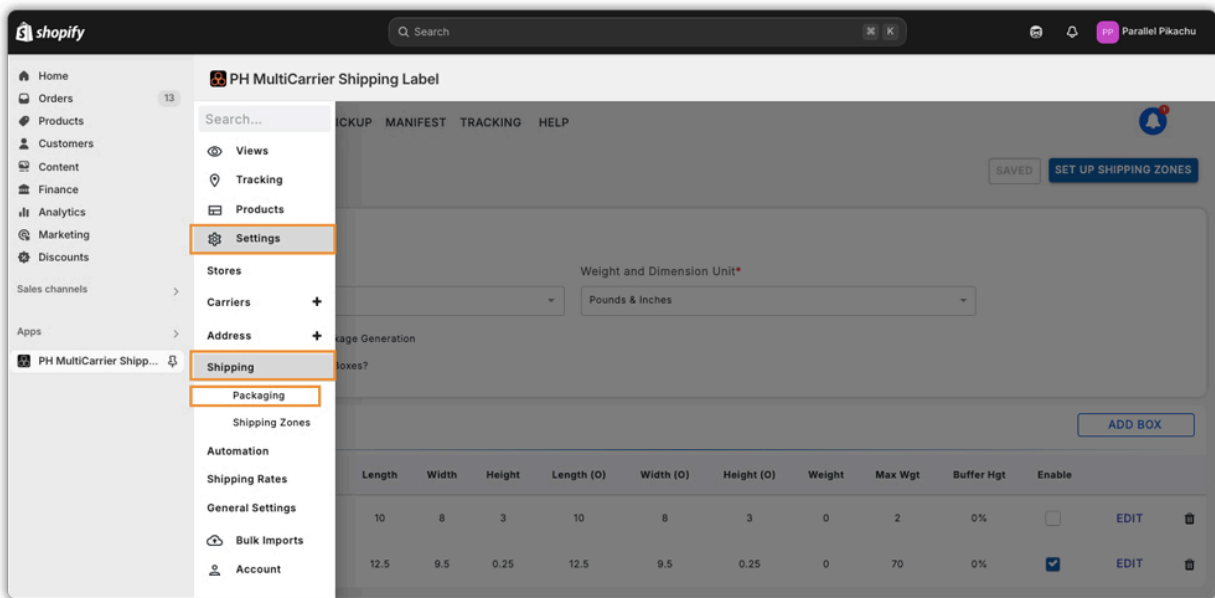 shopify
Search
⌘ K
PP
Parallel Pikachu
Home
Orders 13
Products
Customers
Content
Finance
Analytics
Marketing
Discounts
Sales channels
Apps
PH MultiCarrier Shipp...
PH MultiCarrier Shipping Label
Search...
Views
Tracking
Products
Settings
Stores
Carriers +
Address +
Shipping
Packaging
Shipping Zones
Automation
Shipping Rates
General Settings
Bulk Imports
Account
ICKUP MANIFEST TRACKING HELP
SAVED SET UP SHIPPING ZONES
Weight and Dimension Unit*
Pounds & Inches
kage Generation
Boxes?
ADD BOX
Length Width Height Length (O) Width (O) Height (O) Weight Max Wgt Buffer Hgt Enable
10 8 3 10 8 3 0 2 0% EDIT
12.5 9.5 0.25 12.5 9.5 0.25 0 70 0% EDIT